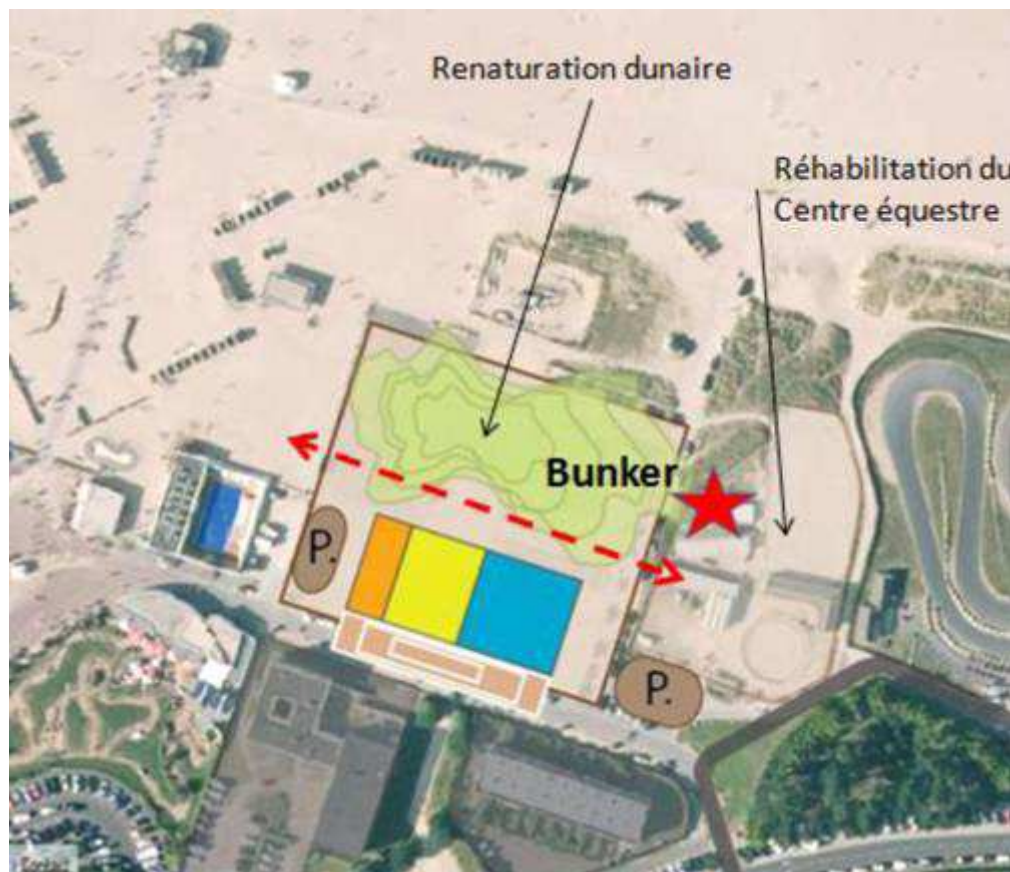 Renaturation dunaire
Réhabilitation du
Centre équestre
Bunker
P.
P.